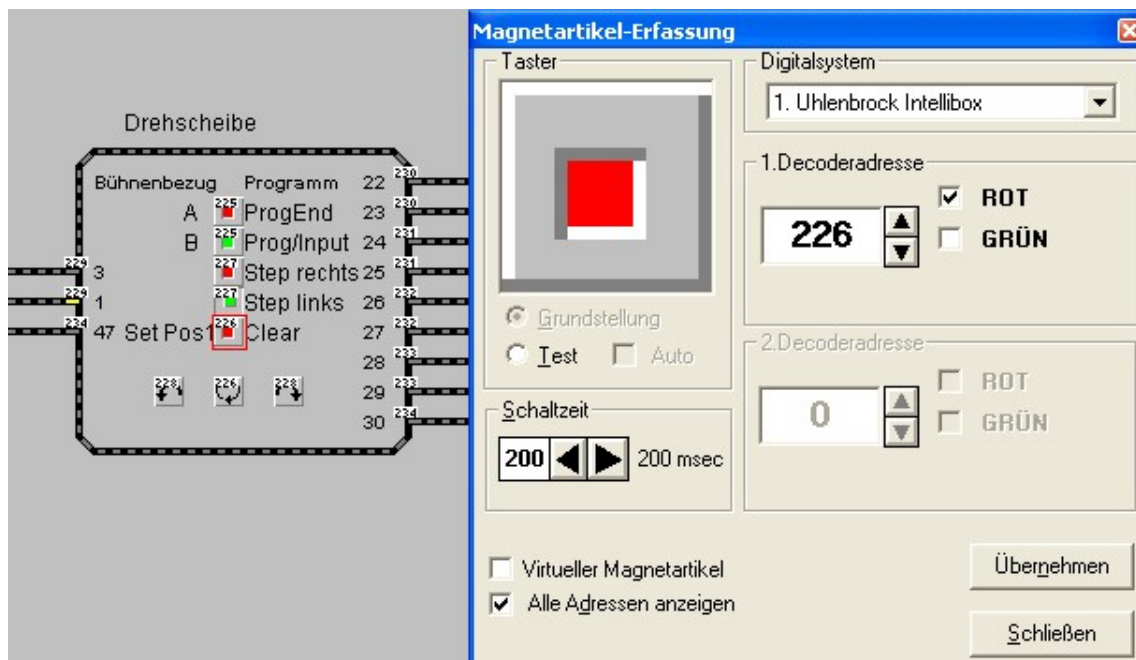 Drehscheibe
Bühnenbezug Programm 22 230
A 225 ProgEnd 23 230
B 225 Prog/Input 24 231
229 3 227 Step rechts 25 231
229 1 227 Step links 26 232
234 47 Set Pos1 226 Clear 27 232
28 233
228 226 228 29 233
30 234
Magnetartikel-Erfassung
Taster
Grundstellung
Test Auto
Schaltzeit
200 200 msec
Virtueller Magnetartikel
Alle Adressen anzeigen
Digitalsystem
1. Uhlenbrock Intellibox
1.Decoderadresse
226 ROT
GRÜN
2.Decoderadresse
0 ROT
GRÜN
Übernehmen
Schließen